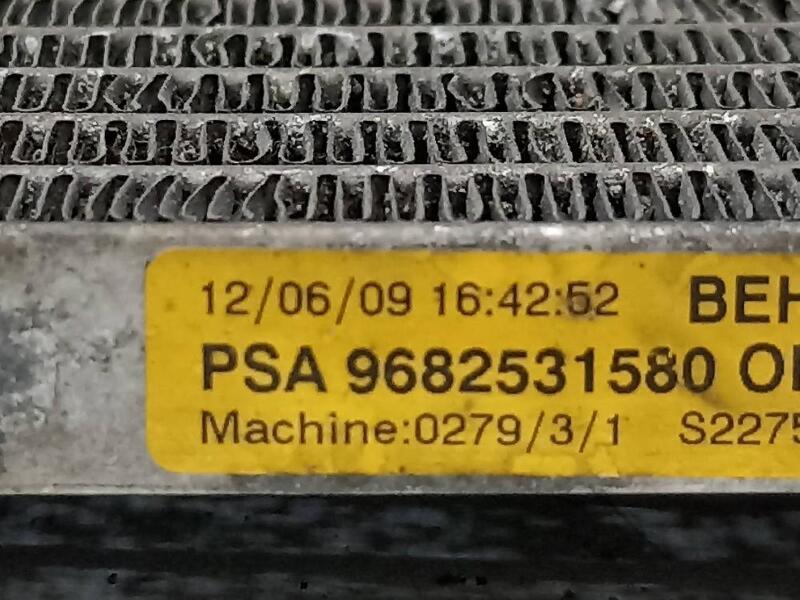 12/06/09 16:42:52 BEH
PSA 9682531580 O
Machine:0279/3/1 S2275